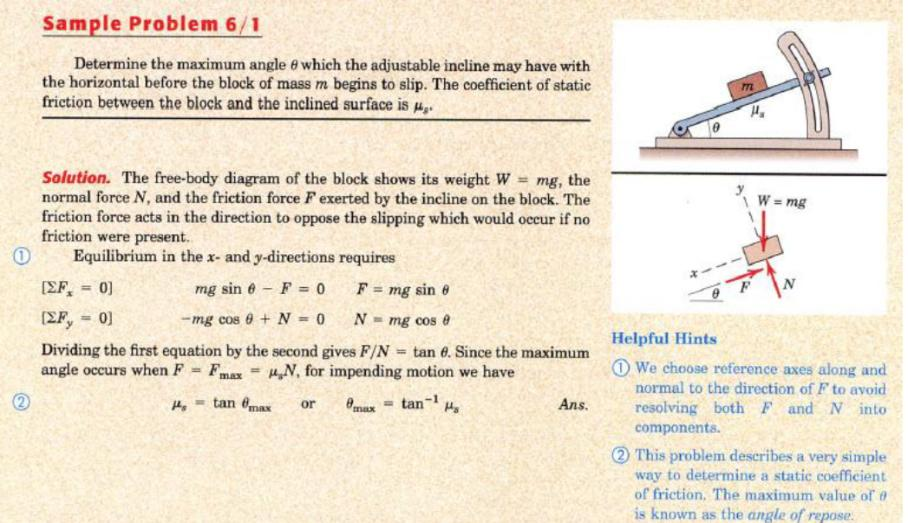 Sample Problem 6/1
Determine the maximum angle θ which the adjustable incline may have with
the horizontal before the block of mass m begins to slip. The coefficient of static
friction between the block and the inclined surface is μₛ.
m
μₛ
θ
Solution. The free-body diagram of the block shows its weight W = mg, the
normal force N, and the friction force F exerted by the incline on the block. The
friction force acts in the direction to oppose the slipping which would occur if no
friction were present.
① Equilibrium in the x- and y-directions requires
[ΣFₓ = 0] mg sin θ − F = 0 F = mg sin θ
[ΣF_y = 0] −mg cos θ + N = 0 N = mg cos θ
Dividing the first equation by the second gives F/N = tan θ. Since the maximum
angle occurs when F = F_max = μₛN, for impending motion we have
② μₛ = tan θ_max or θ_max = tan⁻¹ μₛ Ans.
y
W = mg
x
θ
F
N
Helpful Hints
① We choose reference axes along and
normal to the direction of F to avoid
resolving both F and N into
components.
② This problem describes a very simple
way to determine a static coefficient
of friction. The maximum value of θ
is known as the angle of repose.